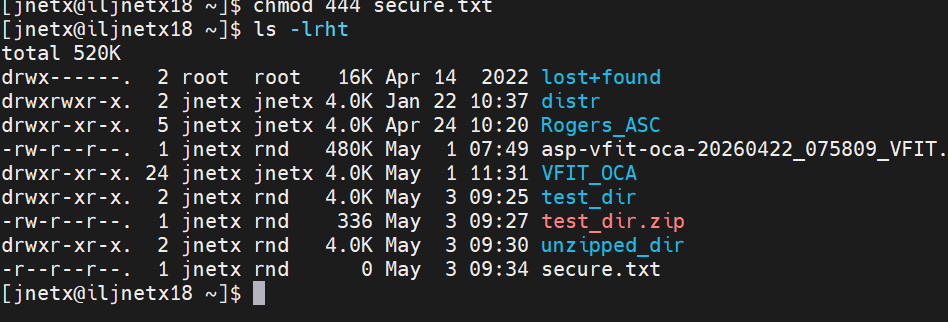 [jnetx@iljnetx18 ~]$ chmod 444 secure.txt
[jnetx@iljnetx18 ~]$ ls -lrht
total 520K
drwx------.  2 root  root   16K Apr 14  2022 lost+found
drwxrwxr-x.  2 jnetx jnetx 4.0K Jan 22 10:37 distr
drwxr-xr-x.  5 jnetx jnetx 4.0K Apr 24 10:20 Rogers_ASC
-rw-r--r--.  1 jnetx rnd   480K May  1 07:49 asp-vfit-oca-20260422_075809_VFIT.
drwxr-xr-x. 24 jnetx jnetx 4.0K May  1 11:31 VFIT_OCA
drwxr-xr-x.  2 jnetx rnd   4.0K May  3 09:25 test_dir
-rw-r--r--.  1 jnetx rnd    336 May  3 09:27 test_dir.zip
drwxr-xr-x.  2 jnetx rnd   4.0K May  3 09:30 unzipped_dir
-r--r--r--.  1 jnetx rnd      0 May  3 09:34 secure.txt
[jnetx@iljnetx18 ~]$